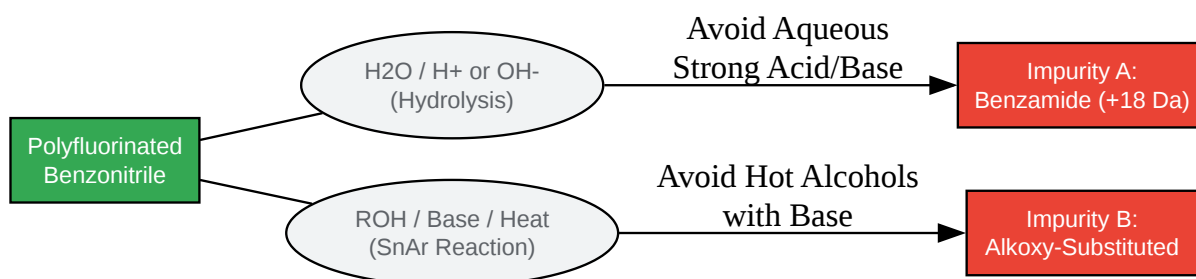 Polyfluorinated
Benzonitrile
H2O / H+ or OH-
(Hydrolysis)
Avoid Aqueous
Strong Acid/Base
Impurity A:
Benzamide (+18 Da)
ROH / Base / Heat
(SnAr Reaction)
Avoid Hot Alcohols
with Base
Impurity B:
Alkoxy-Substituted